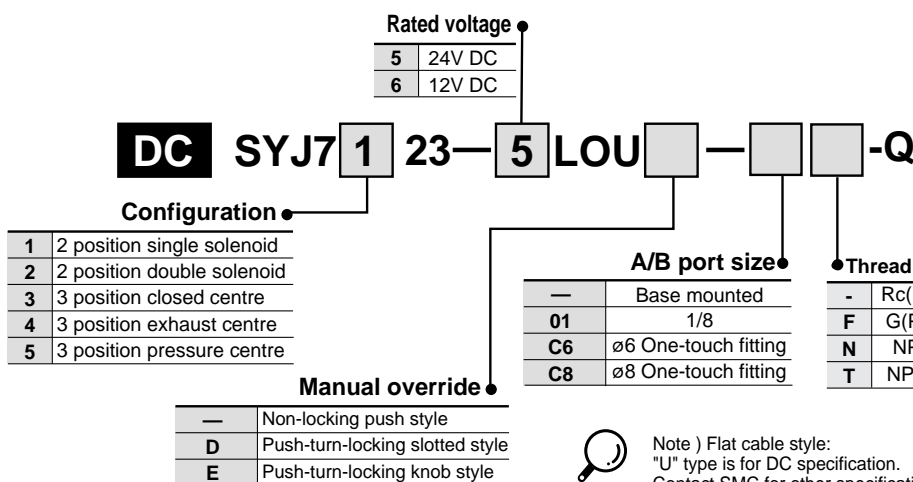 Rated voltage
5 24V DC
6 12V DC
DC SYJ7 1 23— 5 LOU — -Q
Configuration
1 2 position single solenoid
2 2 position double solenoid
3 3 position closed centre
4 3 position exhaust centre
5 3 position pressure centre
A/B port size
— Base mounted
01 1/8
C6 ø6 One-touch fitting
C8 ø8 One-touch fitting
Thread
- Rc(
F G(
N
T
Manual override
— Non-locking push style
D Push-turn-locking slotted style
E Push-turn-locking knob style
Note ) Flat cable style:
"U" type is for DC specification.
Contact SMC for other